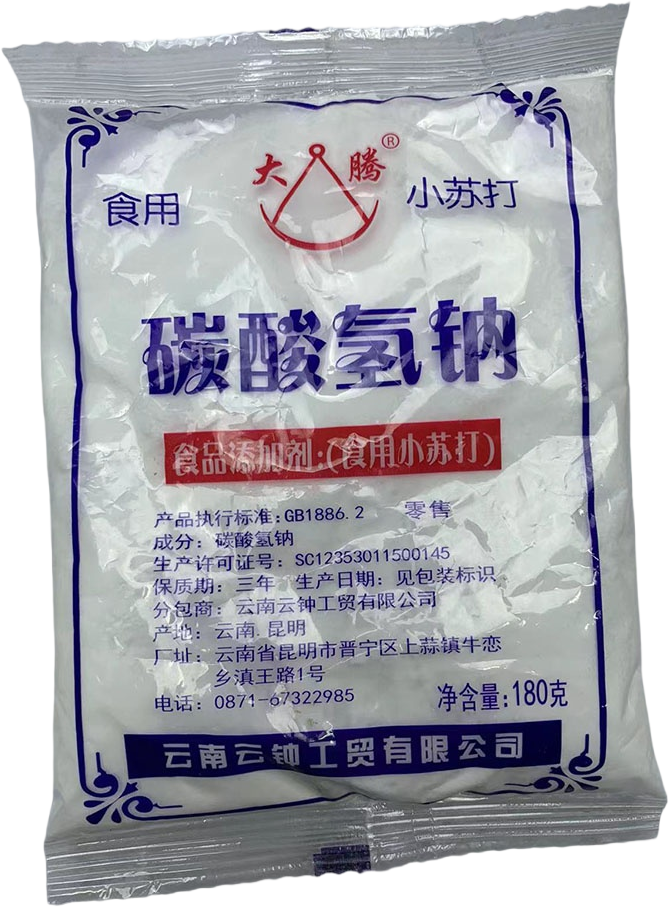 大腾®
食用
小苏打
碳酸氢钠
食品添加剂:(食用小苏打)
产品执行标准:GB1886.2 零售
成分: 碳酸氢钠
生产许可证号: SC12353011500145
保质期: 三年 生产日期: 见包装标识
分包商: 云南云钟工贸有限公司
产地: 云南.昆明
厂址: 云南省昆明市晋宁区上蒜镇牛恋
乡滇王路1号
电话: 0871-67322985
净含量:180克
云南云钟工贸有限公司